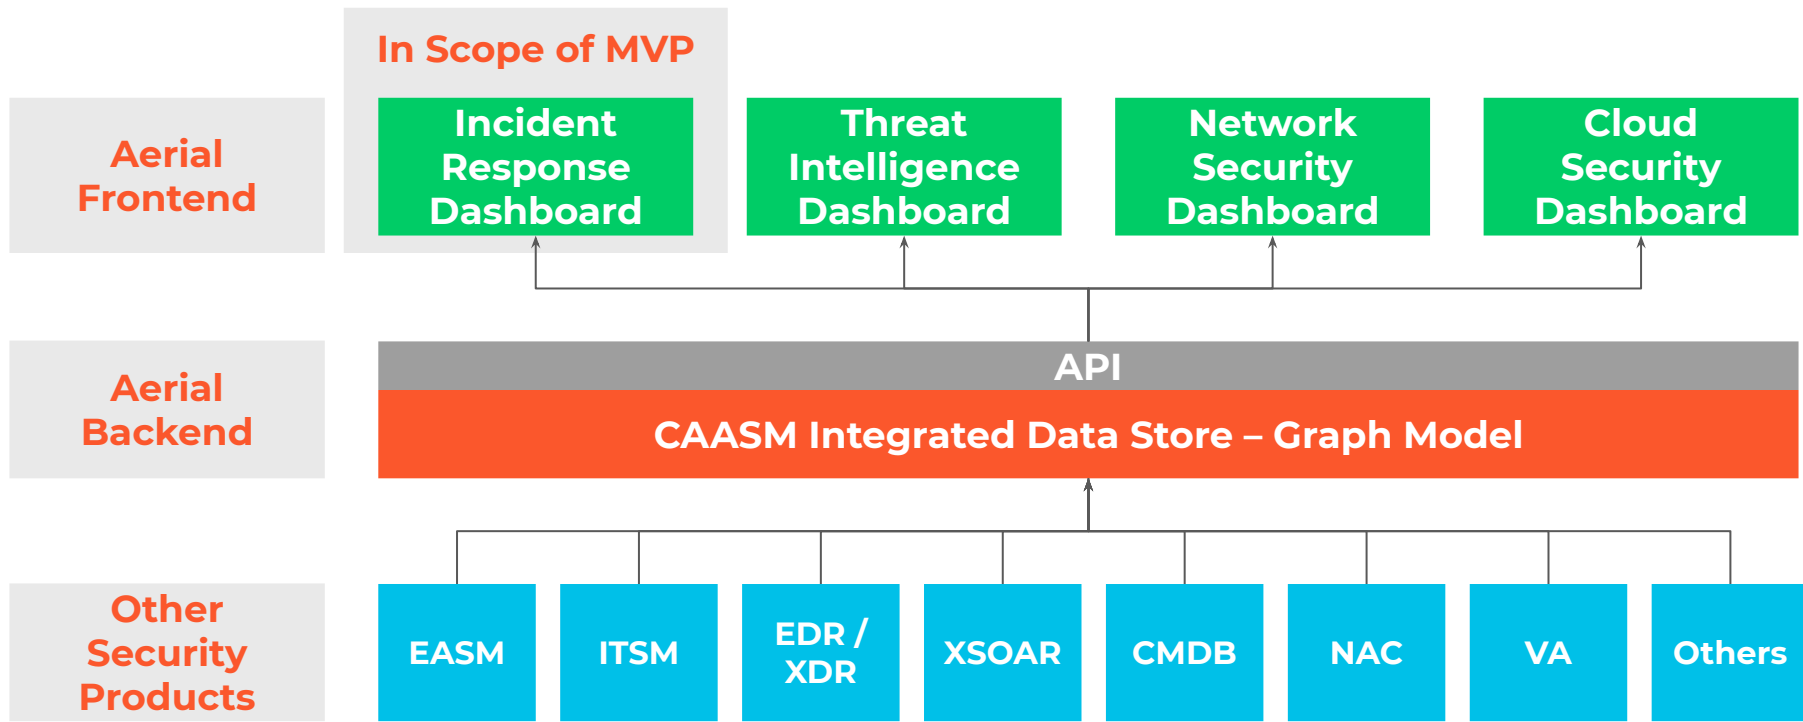 In Scope of MVP
Aerial
Frontend
Incident
Response
Dashboard
Threat
Intelligence
Dashboard
Network
Security
Dashboard
Cloud
Security
Dashboard
Aerial
Backend
API
CAASM Integrated Data Store – Graph Model
Other
Security
Products
EASM
ITSM
EDR /
XDR
XSOAR
CMDB
NAC
VA
Others